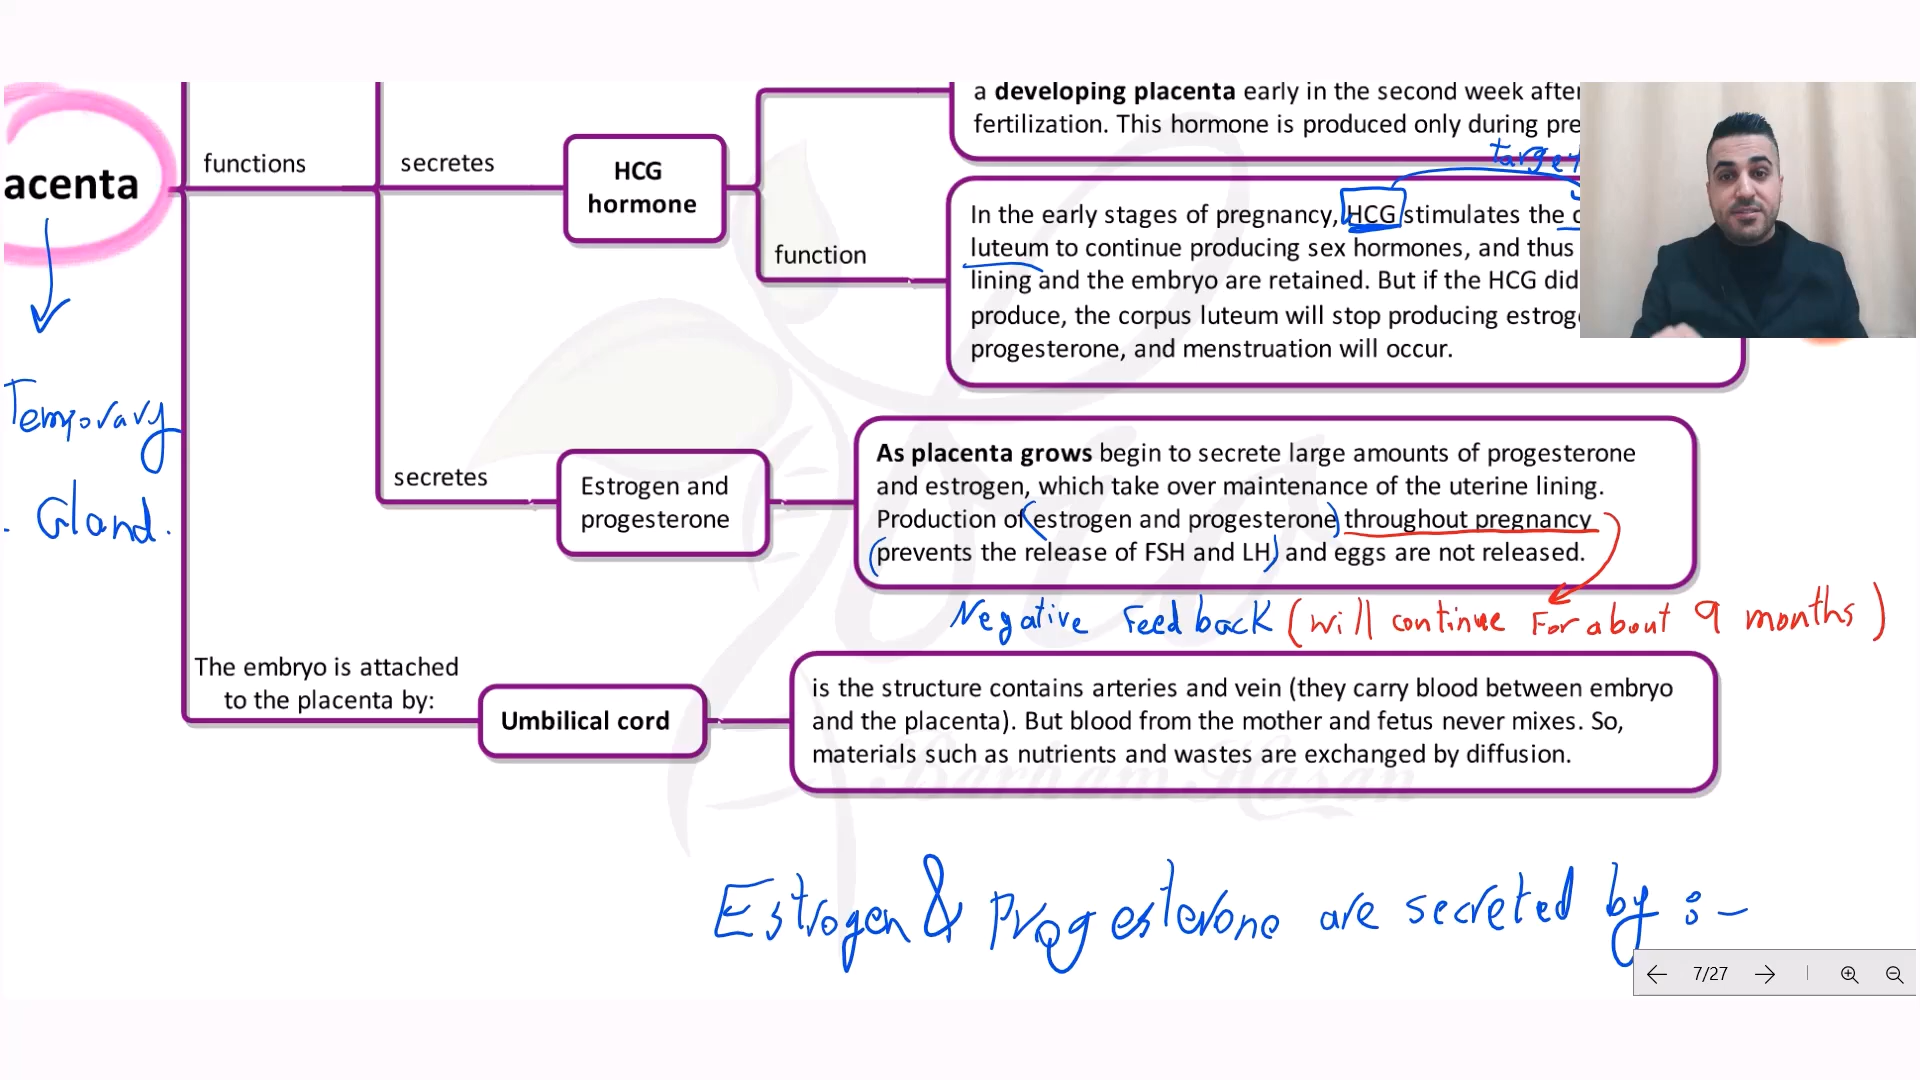 a developing placenta early in the second week after
fertilization. This hormone is produced only during pre
target
functions
secretes
HCG
hormone
acenta
In the early stages of pregnancy, HCG stimulates the c
luteum to continue producing sex hormones, and thus
function
lining and the embryo are retained. But if the HCG did
produce, the corpus luteum will stop producing estroge
progesterone, and menstruation will occur.
Temporary
Gland.
secretes
Estrogen and
progesterone
As placenta grows begin to secrete large amounts of progesterone
and estrogen, which take over maintenance of the uterine lining.
Production of (estrogen and progesterone) throughout pregnancy
(prevents the release of FSH and LH) and eggs are not released.
Negative Feedback (will continue For about 9 months)
The embryo is attached
to the placenta by:
Umbilical cord
is the structure contains arteries and vein (they carry blood between embryo
and the placenta). But blood from the mother and fetus never mixes. So,
materials such as nutrients and wastes are exchanged by diffusion.
Estrogen & Progesterone are secreted by :-
7/27